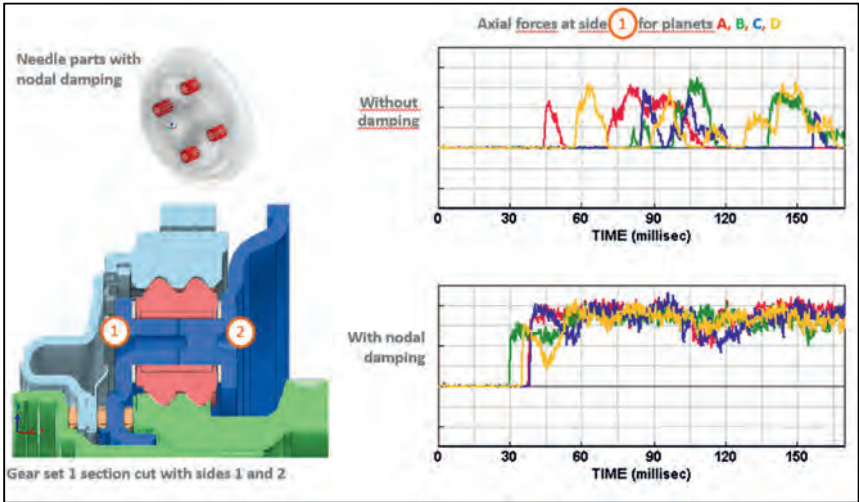 Needle parts with
nodal damping
Axial forces at side 1 for planets A, B, C, D
Without
damping
0 30 60 90 120 150
TIME (millisec)
1
2
With nodal
damping
0 30 60 90 120 150
TIME (millisec)
Gear set 1 section cut with sides 1 and 2